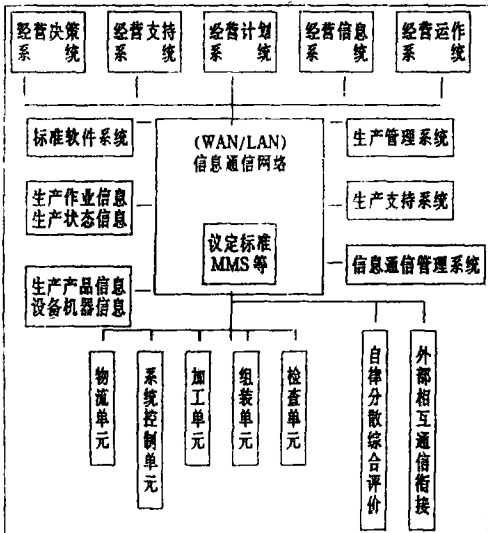 经营决策
系统
经营支持
系统
经营计划
系统
经营信息
系统
经营运作
系统
标准软件系统
(WAN/LAN)
信息通信网络
生产管理系统
生产作业信息
生产状态信息
生产支持系统
议定标准
MMS等
信息通信管理系统
生产产品信息
设备机器信息
物流单元
系统控制单元
加工单元
组装单元
检查单元
自律分散综合评价
外部相互通信衔接